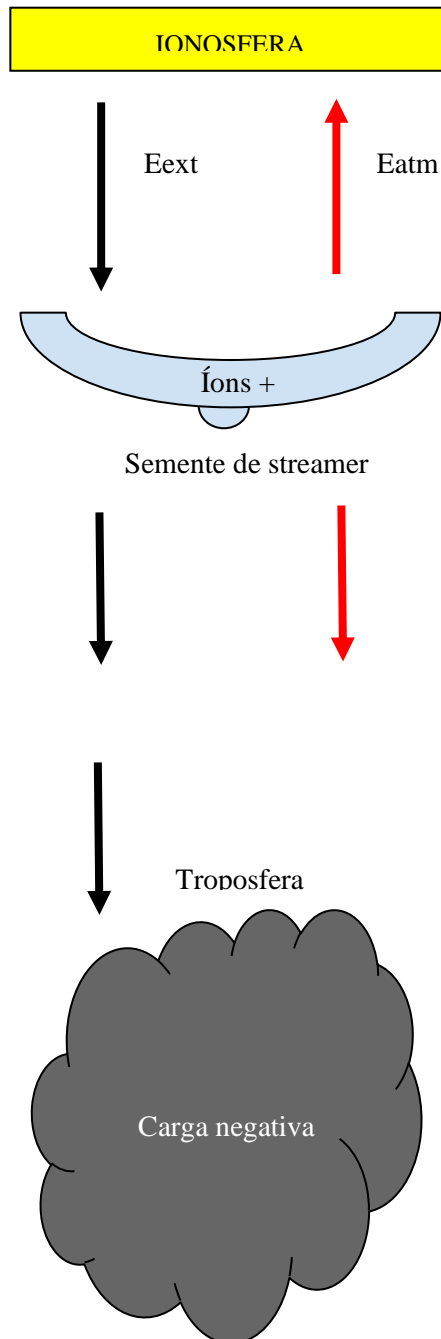 IONOSFERA
Eext Eatm
Íons +
Semente de streamer
Troposfera
Carga negativa